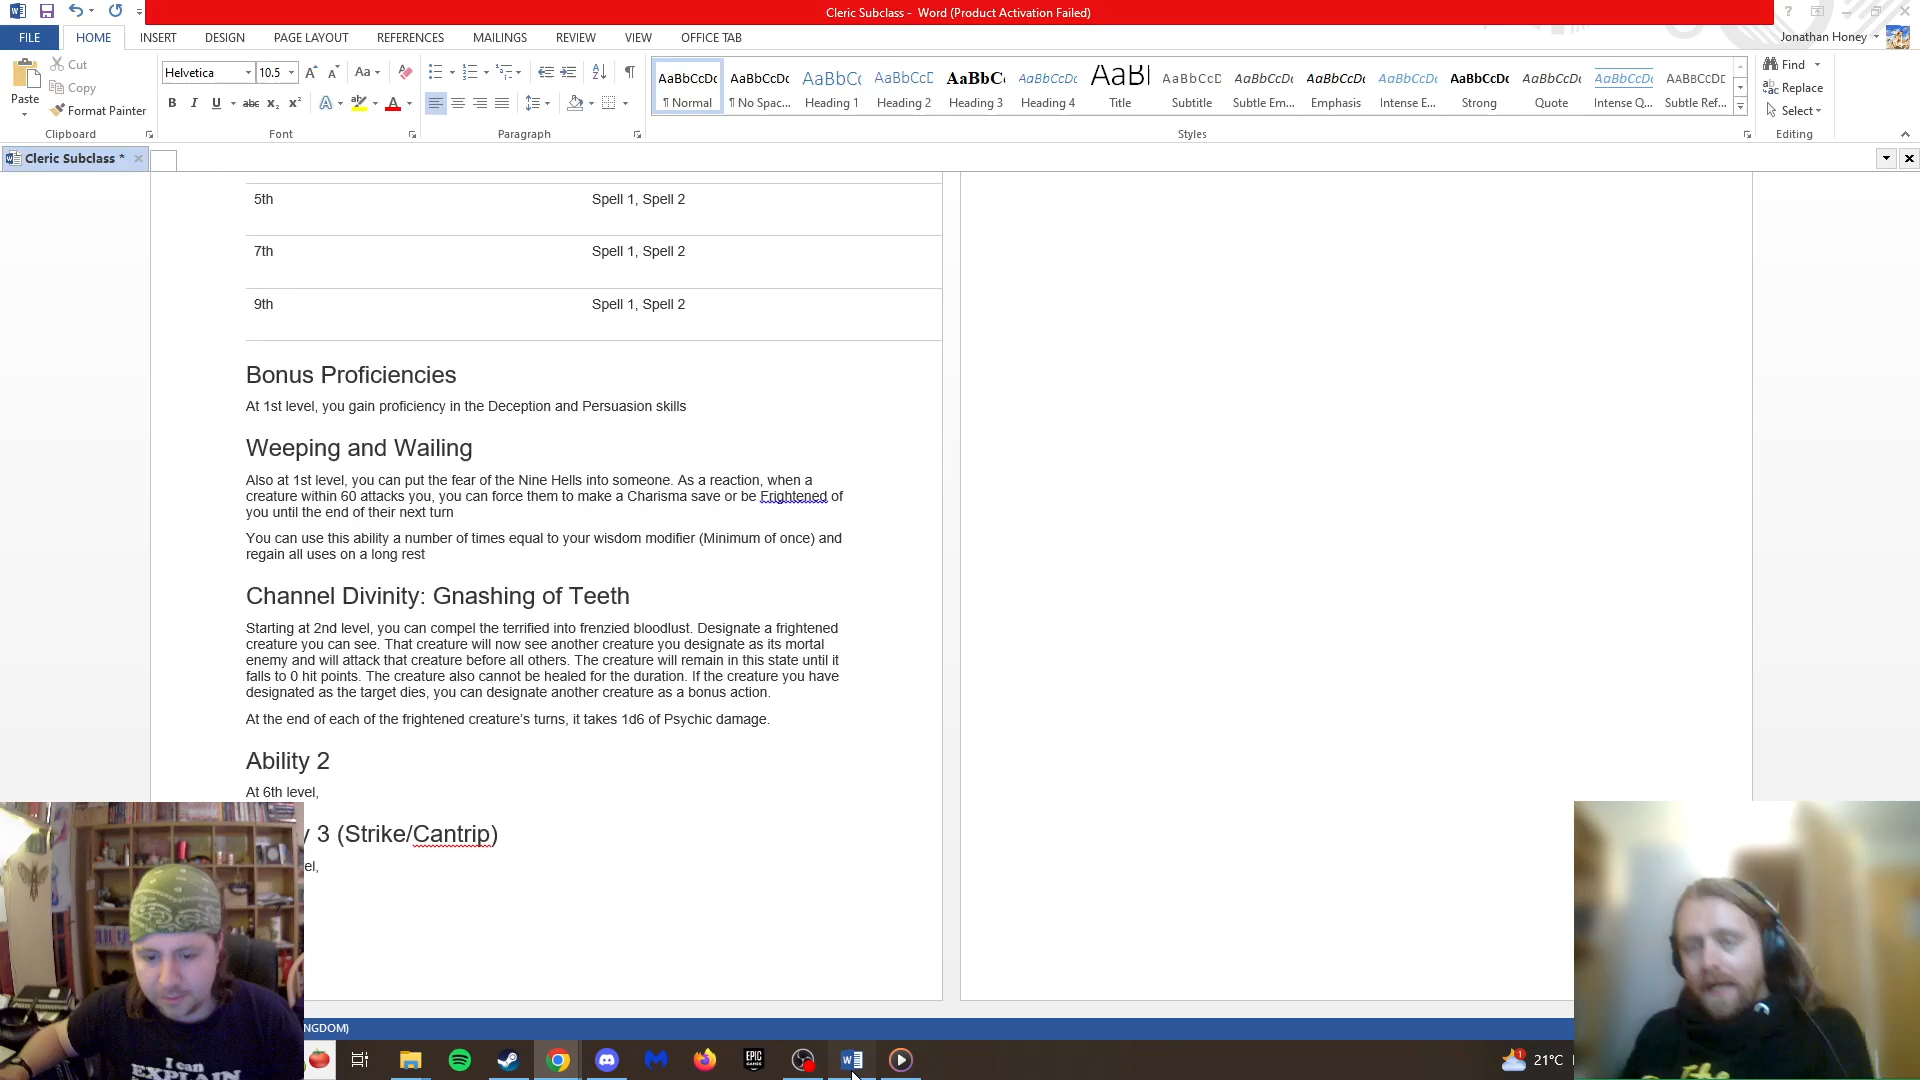 Cleric Subclass - Word (Product Activation Failed)
FILE HOME INSERT DESIGN PAGE LAYOUT REFERENCES MAILINGS REVIEW VIEW OFFICE TAB Jonathan Honey
Paste
Cut
Copy
Format Painter
Clipboard
Helvetica 10.5
Font
Paragraph
AaBbCcDc AaBbCcDc AaBbCc AaBbCcD AaBbC AaBbCcDc AaBl AaBbCcD AaBbCcDc AaBbCcDc AaBbCcDc AaBbCcDc AaBbCcDc AaBbCcDc AABBCCDE
¶ Normal ¶ No Spac... Heading 1 Heading 2 Heading 3 Heading 4 Title Subtitle Subtle Em... Emphasis Intense E... Strong Quote Intense Q... Subtle Ref...
Styles
Find
Replace
Select
Editing
Cleric Subclass *
5th Spell 1, Spell 2
7th Spell 1, Spell 2
9th Spell 1, Spell 2
Bonus Proficiencies
At 1st level, you gain proficiency in the Deception and Persuasion skills
Weeping and Wailing
Also at 1st level, you can put the fear of the Nine Hells into someone. As a reaction, when a
creature within 60 attacks you, you can force them to make a Charisma save or be Frightened of
you until the end of their next turn
You can use this ability a number of times equal to your wisdom modifier (Minimum of once) and
regain all uses on a long rest
Channel Divinity: Gnashing of Teeth
Starting at 2nd level, you can compel the terrified into frenzied bloodlust. Designate a frightened
creature you can see. That creature will now see another creature you designate as its mortal
enemy and will attack that creature before all others. The creature will remain in this state until it
falls to 0 hit points. The creature also cannot be healed for the duration. If the creature you have
designated as the target dies, you can designate another creature as a bonus action.
At the end of each of the frightened creature's turns, it takes 1d6 of Psychic damage.
Ability 2
At 6th level,
y 3 (Strike/Cantrip)
el,
NGDOM)
I can
EXPLAIN
The
EPIC
GAMES
21°C